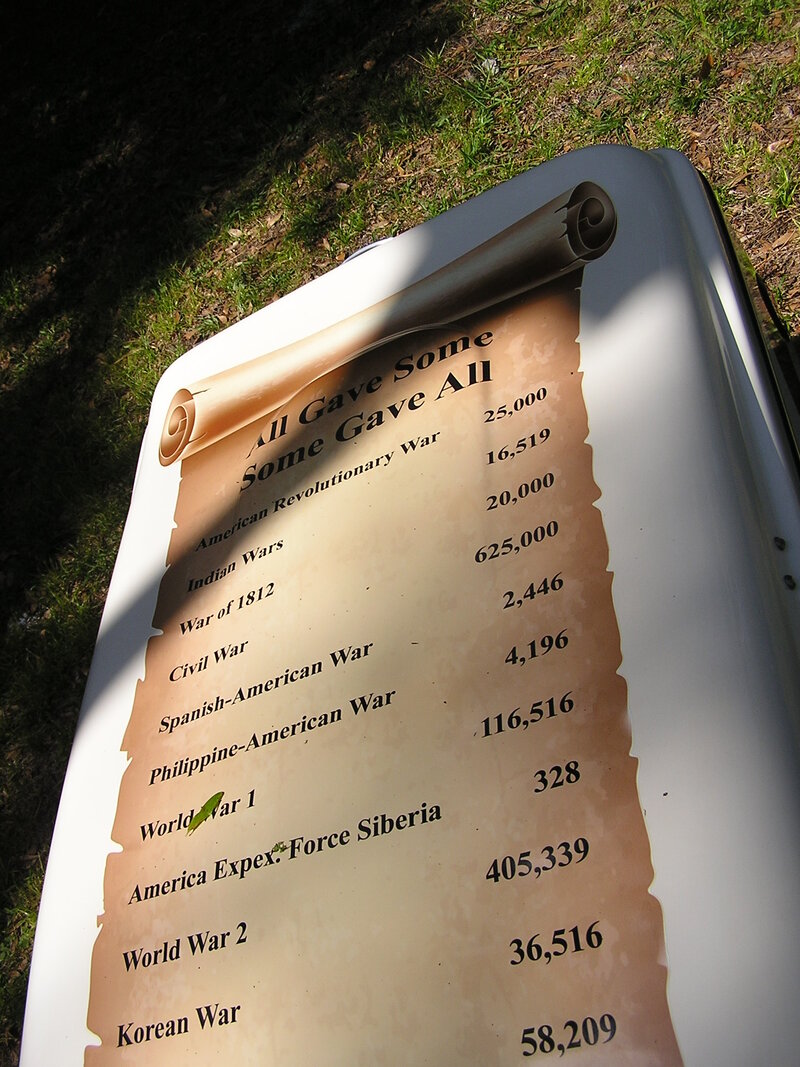 All Gave Some
Some Gave All
American Revolutionary War 25,000
Indian Wars 16,519
War of 1812 20,000
Civil War 625,000
Spanish-American War 2,446
Philippine-American War 4,196
World War 1 116,516
America Expex. Force Siberia 328
World War 2 405,339
Korean War 36,516
58,209